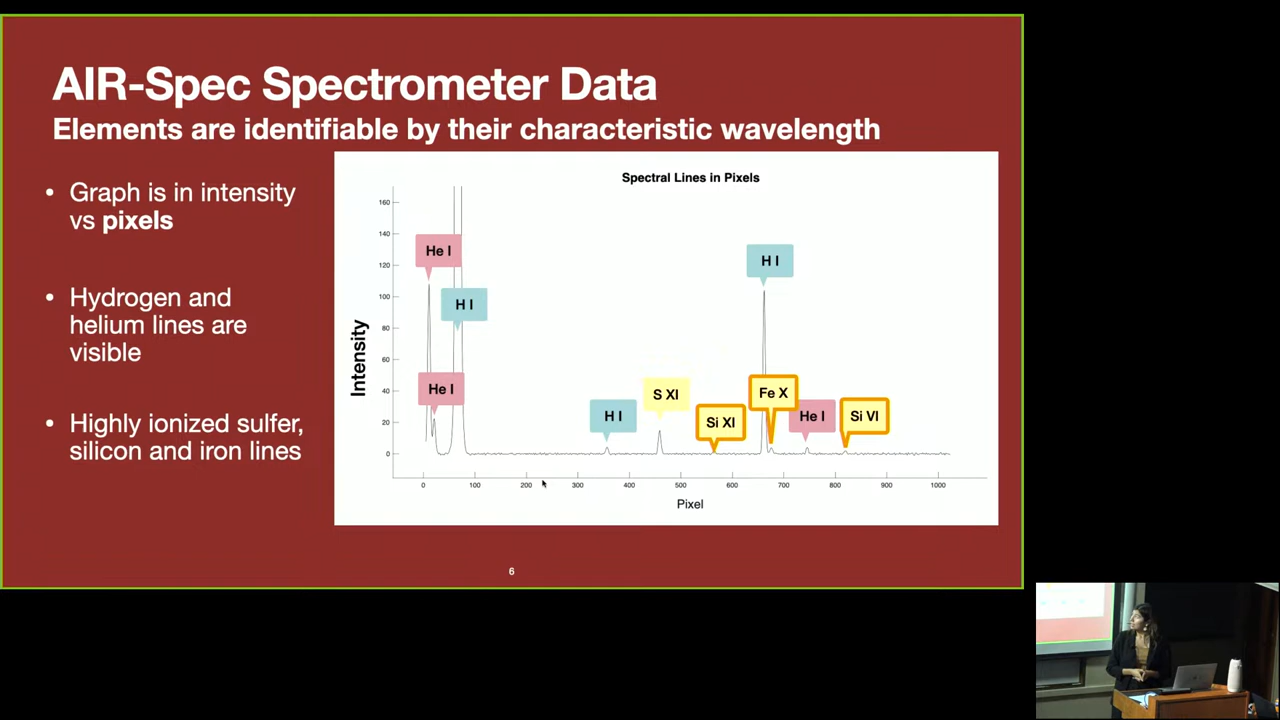 AIR-Spec Spectrometer Data
Elements are identifiable by their characteristic wavelength
• Graph is in intensity
vs pixels
• Hydrogen and
helium lines are
visible
• Highly ionized sulfer,
silicon and iron lines
Spectral Lines in Pixels
Intensity
160
140
120
100
80
60
40
20
0
He I
H I
He I
H I
S XI
Si XI
H I
Fe X
He I
Si VI
0 100 200 300 400 500 600 700 800 900 1000
Pixel
6